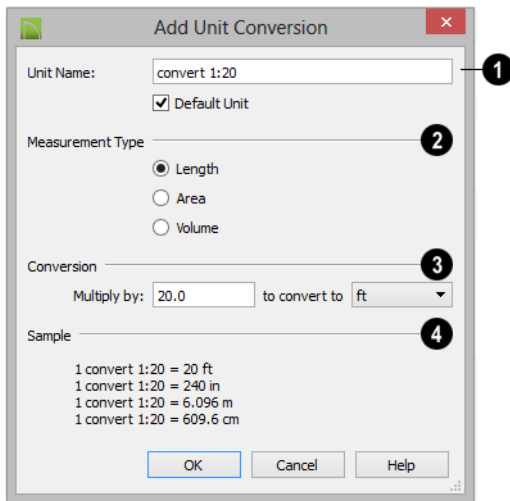 Add Unit Conversion
Unit Name: convert 1:20 1
Default Unit
Measurement Type 2
Length
Area
Volume
Conversion 3
Multiply by: 20.0 to convert to ft
Sample 4
1 convert 1:20 = 20 ft
1 convert 1:20 = 240 in
1 convert 1:20 = 6.096 m
1 convert 1:20 = 609.6 cm
OK Cancel Help